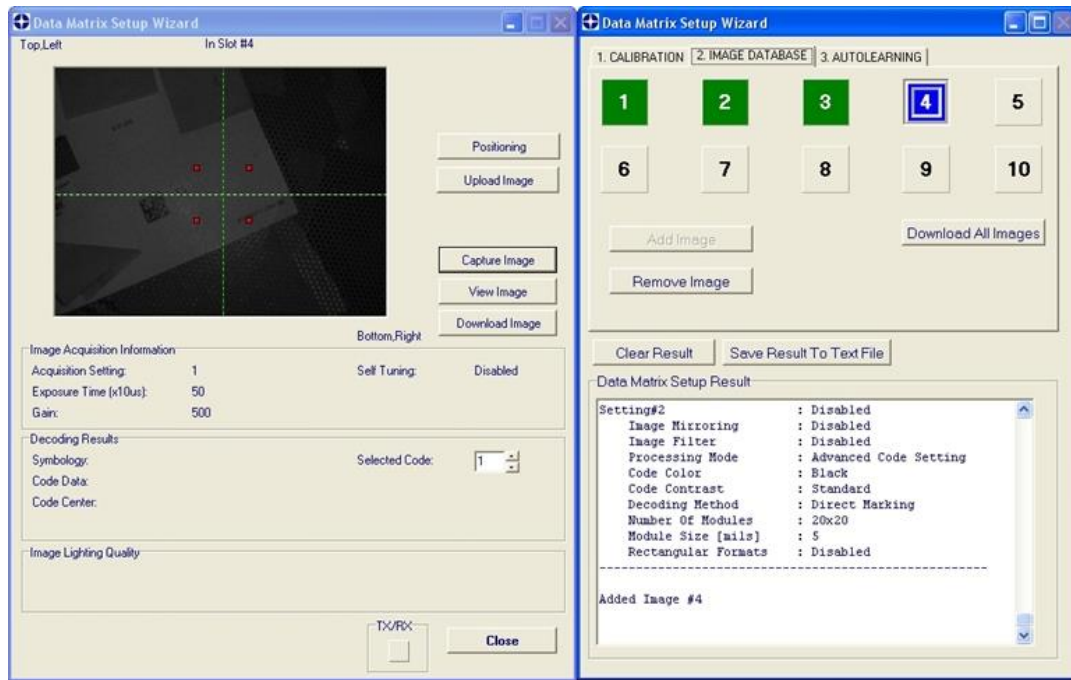 Data Matrix Setup Wizard
Top,Left In Slot #4
Positioning
Upload Image
Capture Image
View Image
Download Image
Bottom,Right
Image Acquisition Information
Acquisition Setting: 1 Self Tuning: Disabled
Exposure Time (x10us): 50
Gain: 500
Decoding Results
Symbology: Selected Code: 1
Code Data:
Code Center:
Image Lighting Quality
TX/RX
Close
Data Matrix Setup Wizard
1. CALIBRATION 2. IMAGE DATABASE 3. AUTOLEARNING
1 2 3 4 5
6 7 8 9 10
Add Image Download All Images
Remove Image
Clear Result Save Result To Text File
Data Matrix Setup Result
Setting#2 : Disabled
Image Mirroring : Disabled
Image Filter : Disabled
Processing Mode : Advanced Code Setting
Code Color : Black
Code Contrast : Standard
Decoding Method : Direct Marking
Number Of Modules : 20x20
Module Size [mils] : 5
Rectangular Formats : Disabled
------------------------------------------------------
Added Image #4